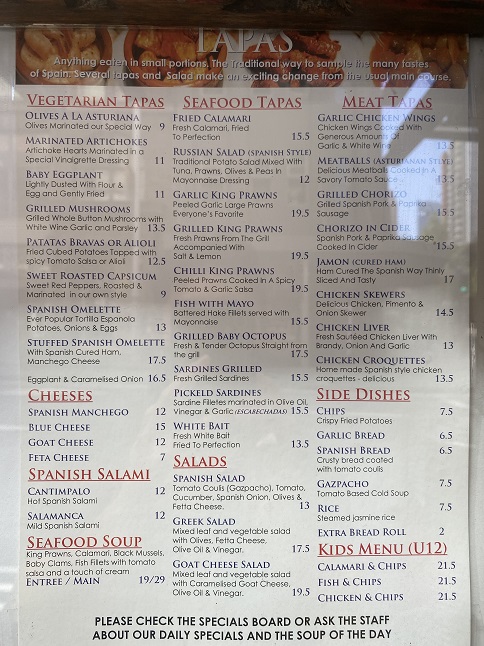 TAPAS
Anything eaten in small portions. The Traditional way to sample the many tastes
of Spain. Several tapas and Salad make an exciting change from the usual main course.
VEGETARIAN TAPAS
OLIVES A LA ASTURIANA
Olives Marinated our Special Way 9
MARINATED ARTICHOKES
Artichoke Hearts Marinated in a
Special Vinaigrette Dressing 11
BABY EGGPLANT
Lightly Dusted With Flour &
Egg and Gently Fried 11
GRILLED MUSHROOMS
Grilled Whole Button Mushrooms with
White Wine Garlic and Parsley 13.5
PATATAS BRAVAS OR ALIOLI
Fried Cubed Potatoes Topped with
spicy Tomato Salsa or Alioli 12.5
SWEET ROASTED CAPSICUM
Sweet Red Peppers, Roasted &
Marinated in our own style 9
SPANISH OMELETTE
Ever Popular Tortilla Espanola
Potatoes, Onions & Eggs 13
STUFFED SPANISH OMELETTE
With Spanish Cured Ham,
Manchego Cheese 17.5
Eggplant & Caramelised Onion 16.5
CHEESES
SPANISH MANCHEGO 12
BLUE CHEESE 15
GOAT CHEESE 12
FETA CHEESE 7
SPANISH SALAMI
CANTIMPALO 12
Hot Spanish Salami
SALAMANCA 12
Mild Spanish Salami
SEAFOOD SOUP
King Prawns, Calamari, Black Mussels,
Baby Clams, Fish Fillets with tomato
salsa and a touch of cream
ENTREE / MAIN 19/29
SEAFOOD TAPAS
FRIED CALAMARI
Fresh Calamari, Fried
To Perfection 15.5
RUSSIAN SALAD (SPANISH STYLE)
Traditional Potato Salad Mixed With
Tuna, Prawns, Olives & Peas In
Mayonnaise Dressing 12
GARLIC KING PRAWNS
Peeled Garlic Large Prawns
Everyone's Favorite 19.5
GRILLED KING PRAWNS
Fresh Prawns From The Grill
Accompanied With
Salt & Lemon 19.5
CHILLI KING PRAWNS
Peeled Prawns Cooked In A Spicy
Tomato & Garlic Salsa 19.5
FISH WITH MAYO
Battered Hake Fillets served with
Mayonnaise 15.5
GRILLED BABY OCTOPUS
Fresh & Tender Octopus Straight from
the grill 17.5
SARDINES GRILLED
Fresh Grilled Sardines 15.5
PICKELD SARDINES
Sardine Filletes marinated in Olive Oil,
Vinegar & Garlic (ESCABECHADAS) 15.5
WHITE BAIT
Fresh White Bait
Fried To Perfection 13.5
SALADS
SPANISH SALAD
Tomato Coulis (Gazpacho), Tomato,
Cucumber, Spanish Onion, Olives &
Fetta Cheese. 13
GREEK SALAD
Mixed leaf and vegetable salad
with Olives, Fetta Cheese,
Olive Oil & Vinegar. 17.5
GOAT CHEESE SALAD
Mixed leaf and vegetable salad
with Caramelised Goat Cheese,
Olive Oil & Vinegar. 19.5
MEAT TAPAS
GARLIC CHICKEN WINGS
Chicken Wings Cooked With
Generous Amounts Of
Garlic & White Wine 13.5
MEATBALLS (ASTURIAN STYLE)
Delicious Meatballs Cooked In A
Savory Tomato Sauce 13.5
GRILLED CHORIZO
Grilled Spanish Pork & Paprika
Sausage 15.5
CHORIZO IN CIDER
Spanish Pork & Paprika Sausage
Cooked In Cider 15.5
JAMON (CURED HAM)
Ham Cured The Spanish Way Thinly
Sliced And Tasty 17
CHICKEN SKEWERS
Delicious Chicken, Pimento &
Onion Skewer 14.5
CHICKEN LIVER
Fresh Sautéed Chicken Liver With
Brandy, Onion And Garlic 13
CHICKEN CROQUETTES
Home made Spanish style chicken
croquettes - delicious 13.5
SIDE DISHES
CHIPS 7.5
Crispy Fried Potatoes
GARLIC BREAD 6.5
SPANISH BREAD 6.5
Crusty bread coated
with tomato coulis
GAZPACHO 7.5
Tomato Based Cold Soup
RICE 7.5
Steamed jasmine rice
EXTRA BREAD ROLL 2
KIDS MENU (U12)
CALAMARI & CHIPS 21.5
FISH & CHIPS 21.5
CHICKEN & CHIPS 21.5
PLEASE CHECK THE SPECIALS BOARD OR ASK THE STAFF
ABOUT OUR DAILY SPECIALS AND THE SOUP OF THE DAY